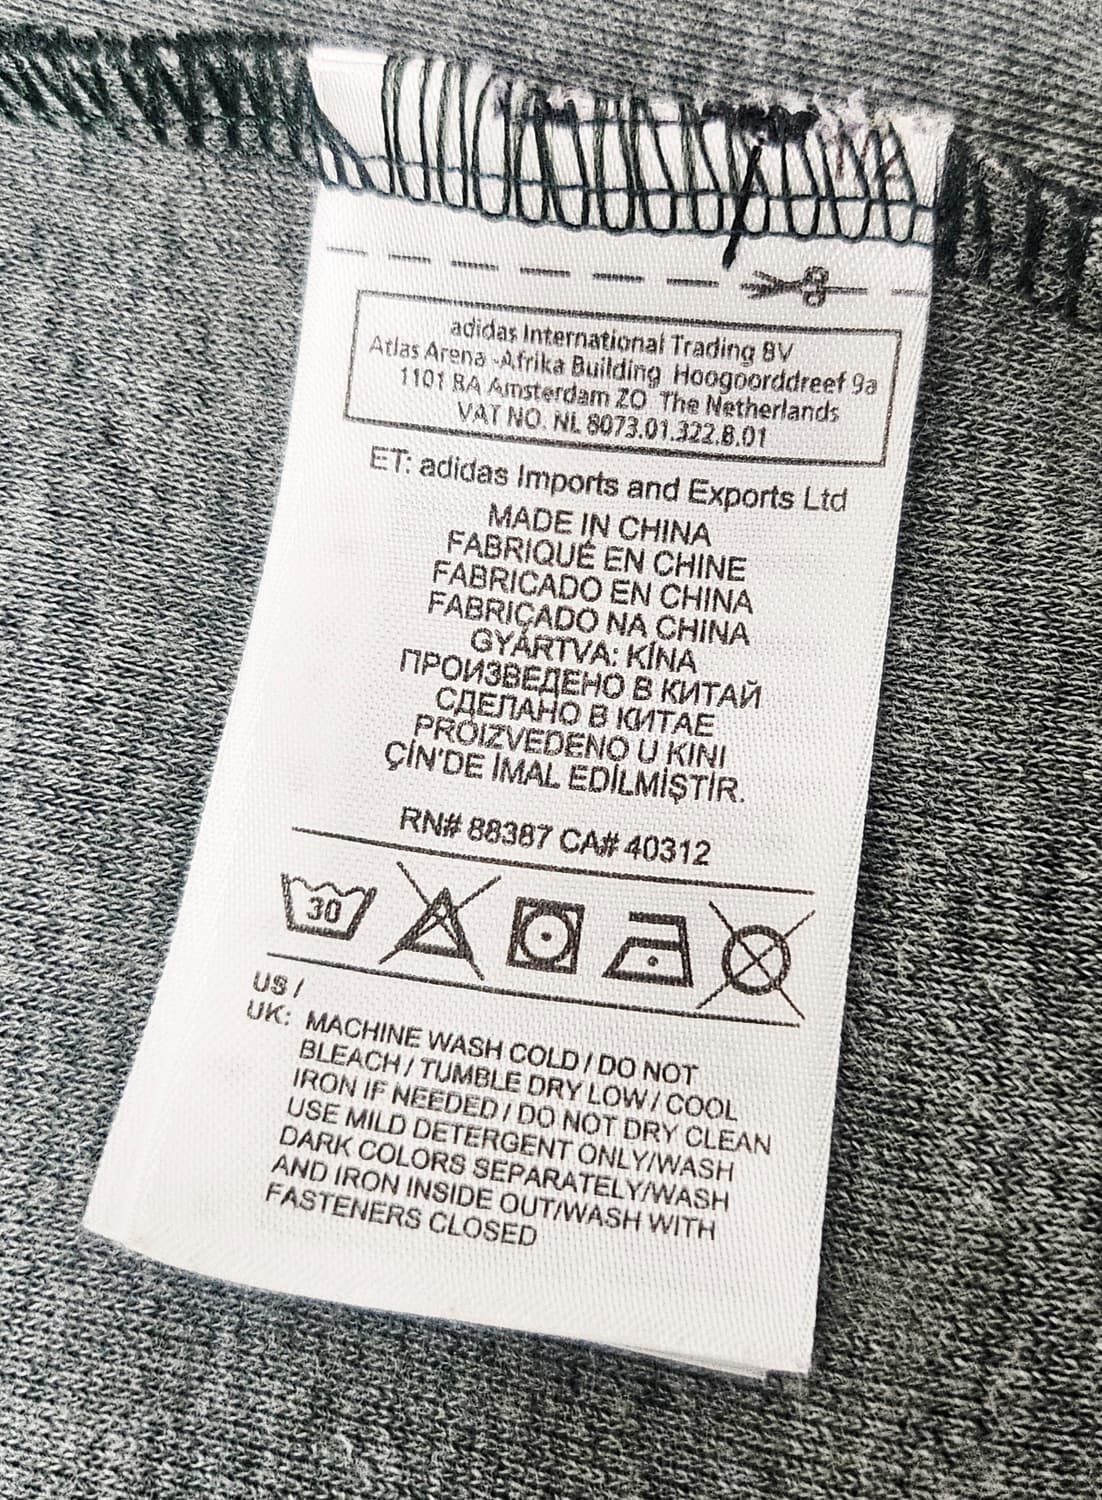 adidas International Trading BV
Atlas Arena -Afrika Building Hoogoorddreef 9a
1101 BA Amsterdam ZO The Netherlands
VAT NO. NL 8073.01.322.B.01
ET: adidas Imports and Exports Ltd
MADE IN CHINA
FABRIQUÉ EN CHINE
FABRICADO EN CHINA
FABRIÇADO NA CHINA
GYÁRTVA: KÍNA
ПРОИЗВЕДЕНО В КИТАЙ
СДЕЛАНО В КИТАЕ
PROIZVEDENO U KINI
ÇİN'DE İMAL EDİLMİŞTİR.
RN# 88387 CA# 40312
30
US /
UK: MACHINE WASH COLD / DO NOT
BLEACH / TUMBLE DRY LOW / COOL
IRON IF NEEDED / DO NOT DRY CLEAN
USE MILD DETERGENT ONLY/WASH
DARK COLORS SEPARATELY/WASH
AND IRON INSIDE OUT/WASH WITH
FASTENERS CLOSED